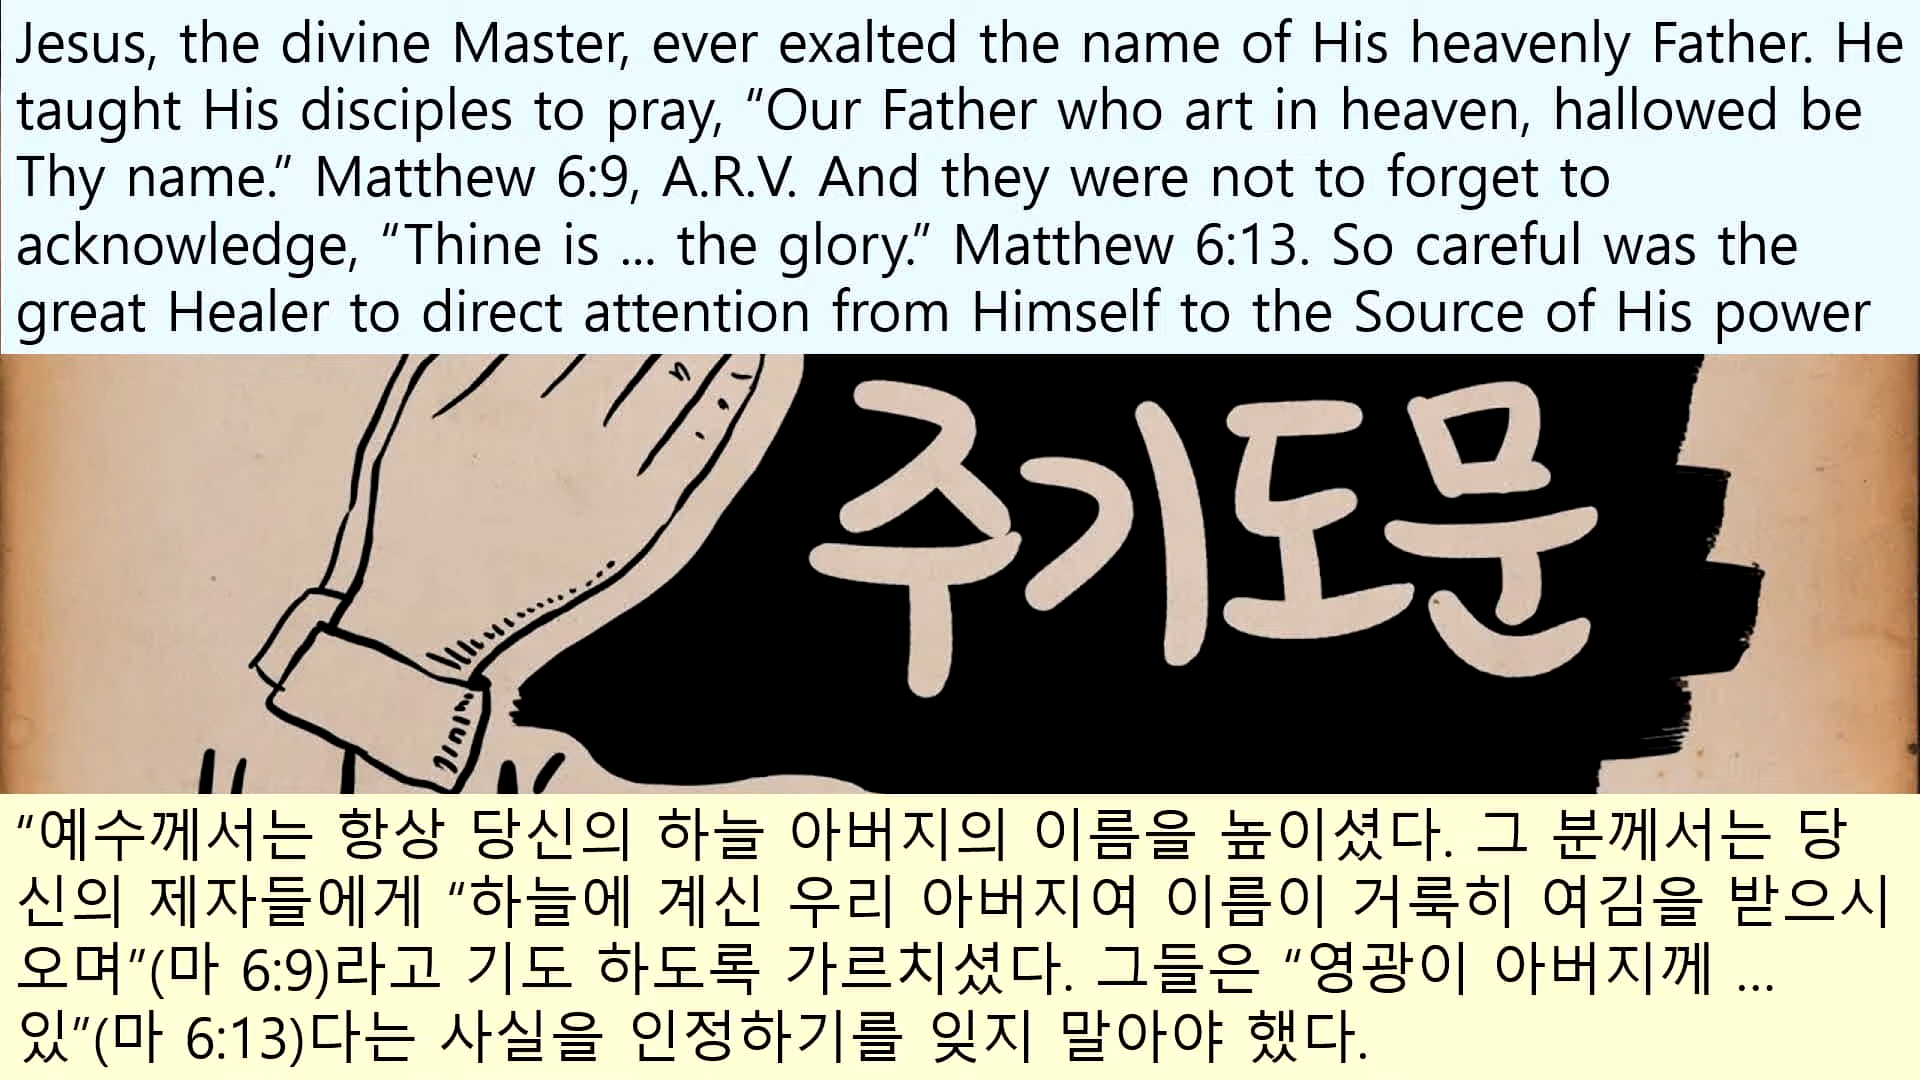 Jesus, the divine Master, ever exalted the name of His heavenly Father. He
taught His disciples to pray, “Our Father who art in heaven, hallowed be
Thy name.” Matthew 6:9, A.R.V. And they were not to forget to
acknowledge, “Thine is ... the glory.” Matthew 6:13. So careful was the
great Healer to direct attention from Himself to the Source of His power
주기도문
“예수께서는 항상 당신의 하늘 아버지의 이름을 높이셨다. 그 분께서는 당
신의 제자들에게 “하늘에 계신 우리 아버지여 이름이 거룩히 여김을 받으시
오며”(마 6:9)라고 기도 하도록 가르치셨다. 그들은 “영광이 아버지께 ...
있”(마 6:13)다는 사실을 인정하기를 잊지 말아야 했다.